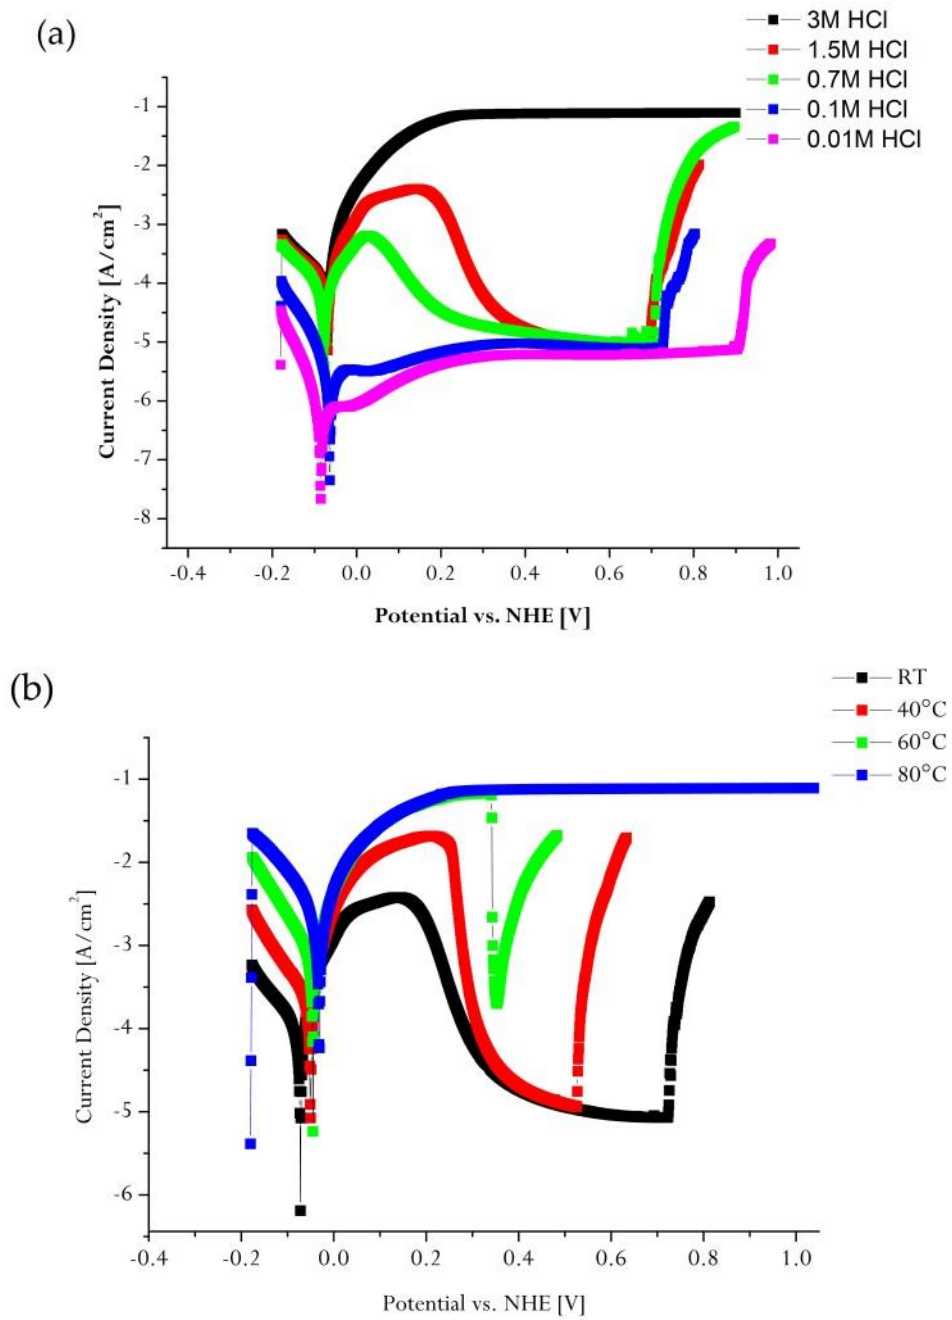 (a)
3M HCl
1.5M HCl
0.7M HCl
0.1M HCl
0.01M HCl
-1
-2
-3
-4
-5
-6
-7
-8
Current Density [A/cm²]
-0.4 -0.2 0.0 0.2 0.4 0.6 0.8 1.0
Potential vs. NHE [V]
(b)
RT
40°C
60°C
80°C
-1
-2
-3
-4
-5
-6
Current Density [A/cm²]
-0.4 -0.2 0.0 0.2 0.4 0.6 0.8 1.0
Potential vs. NHE [V]